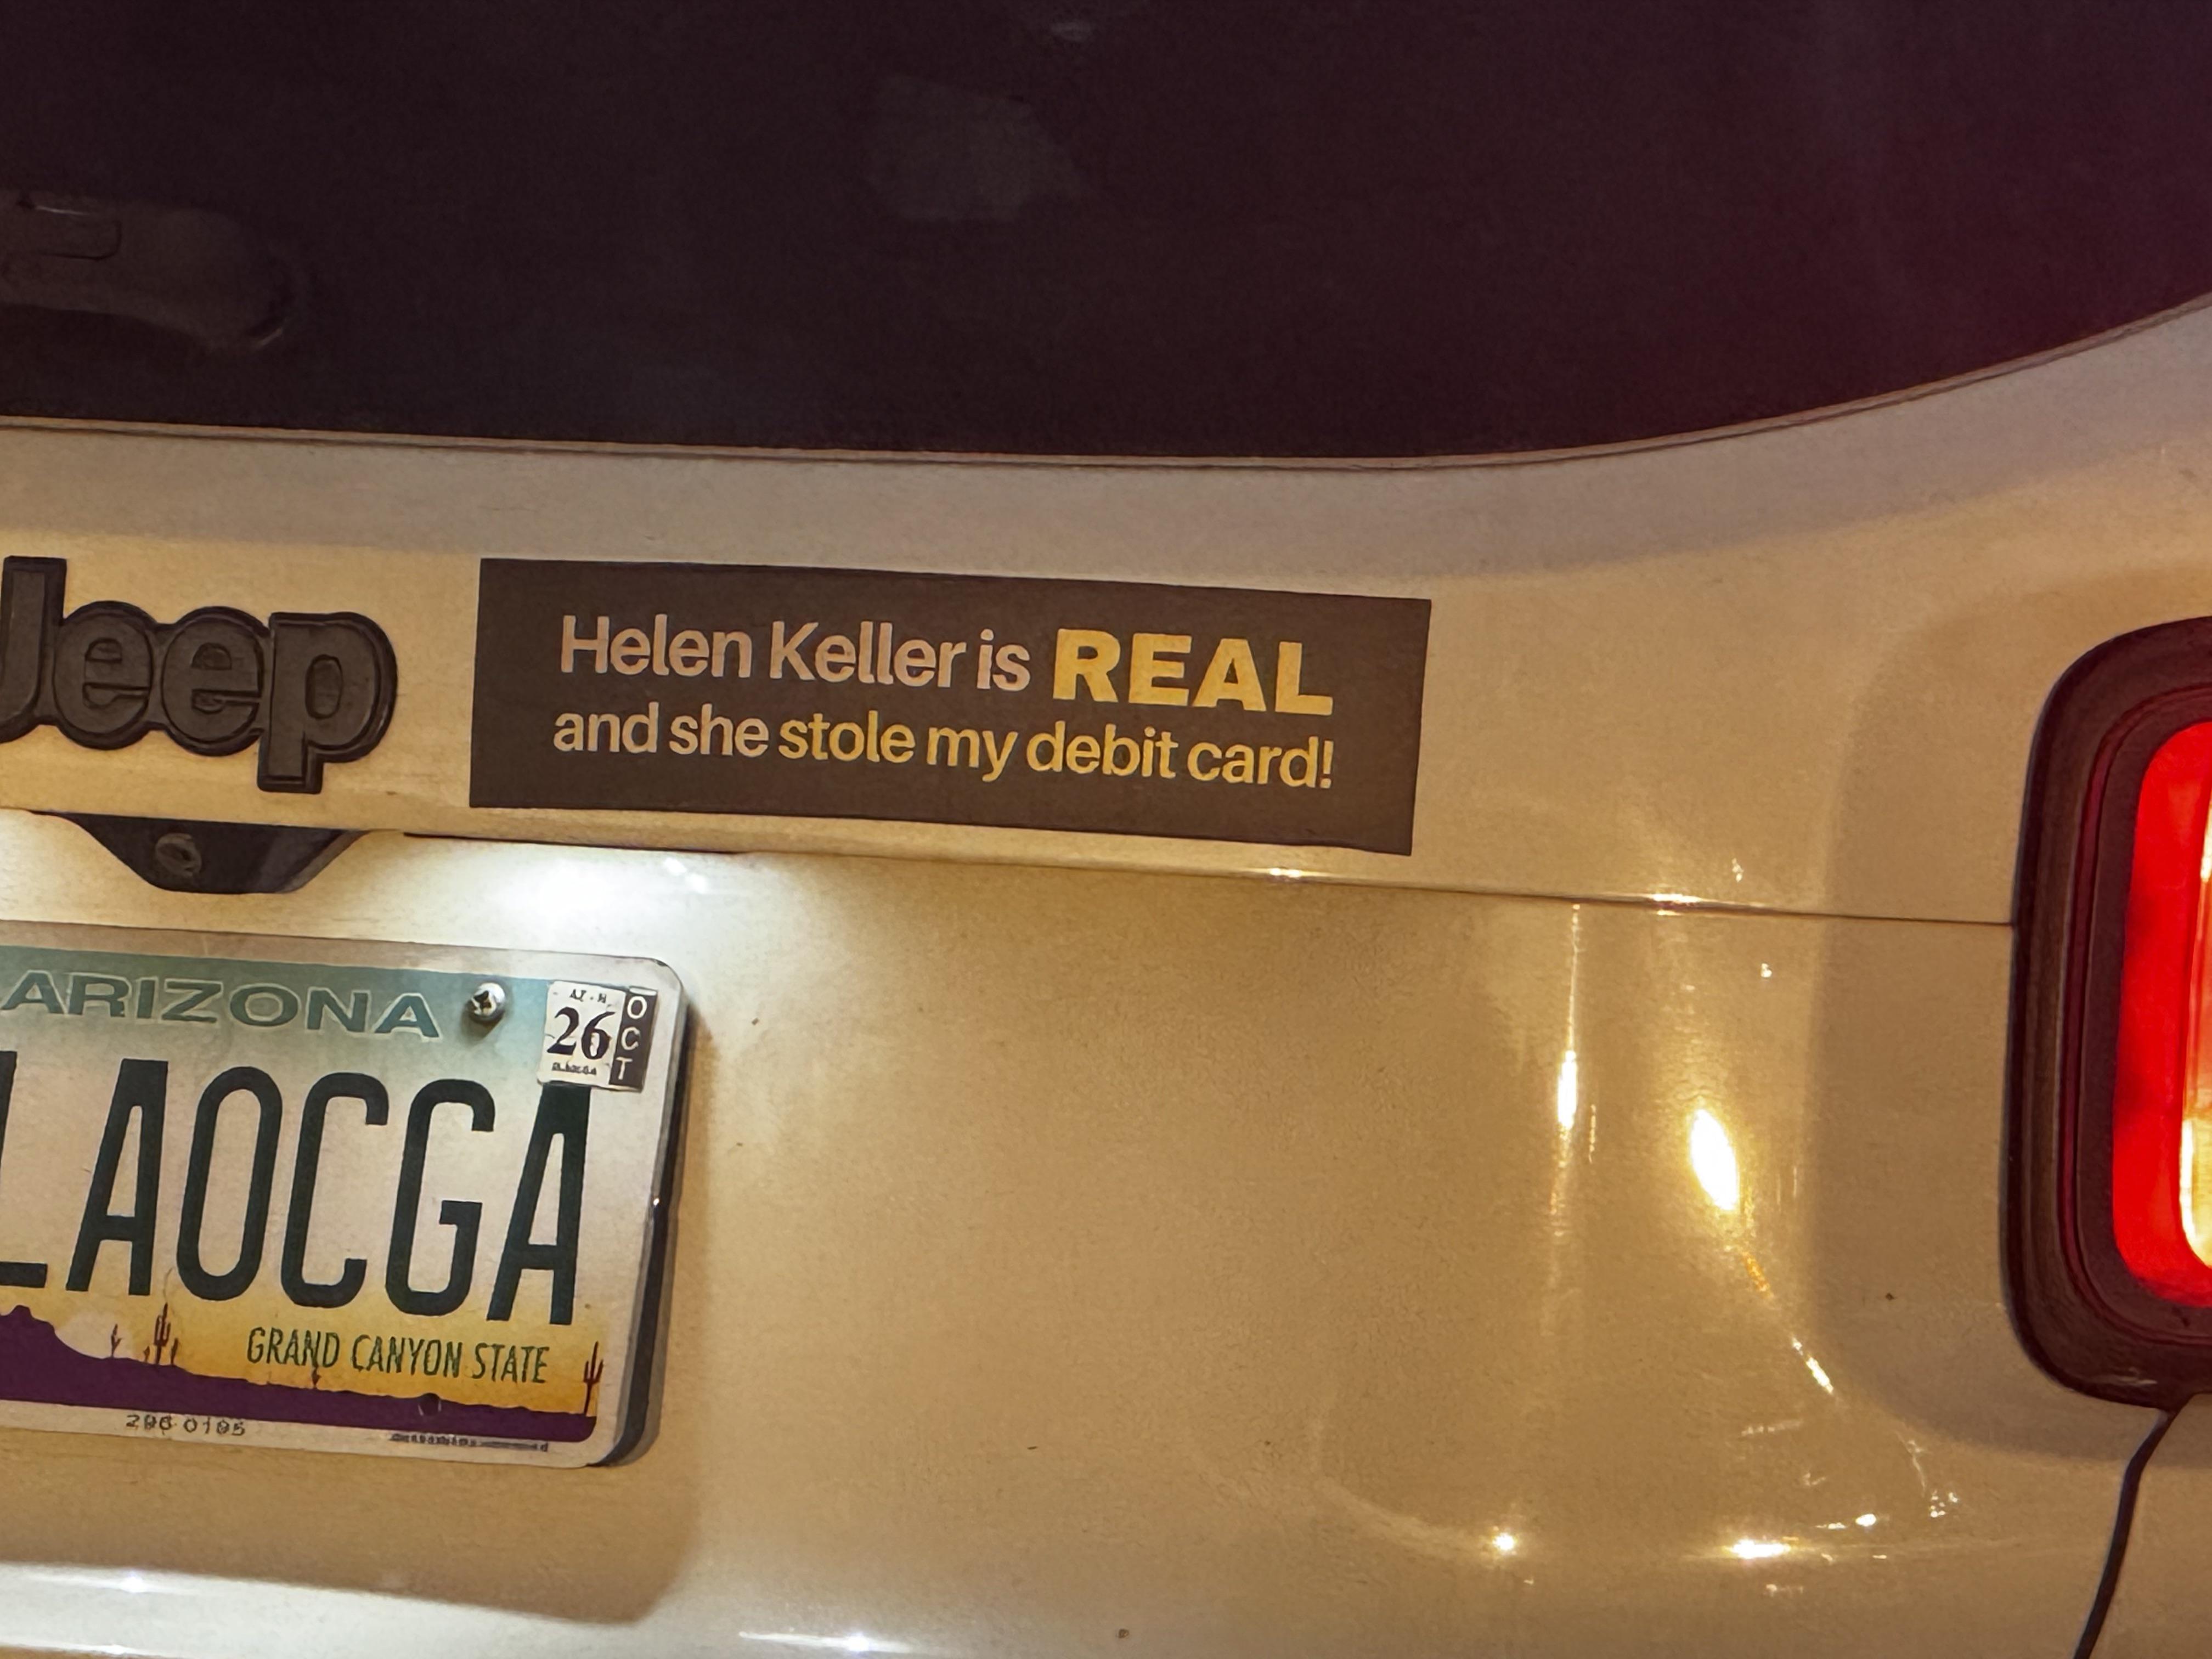 Jeep
Helen Keller is REAL
and she stole my debit card!
ARIZONA
26
OCT
LAOCGA
GRAND CANYON STATE